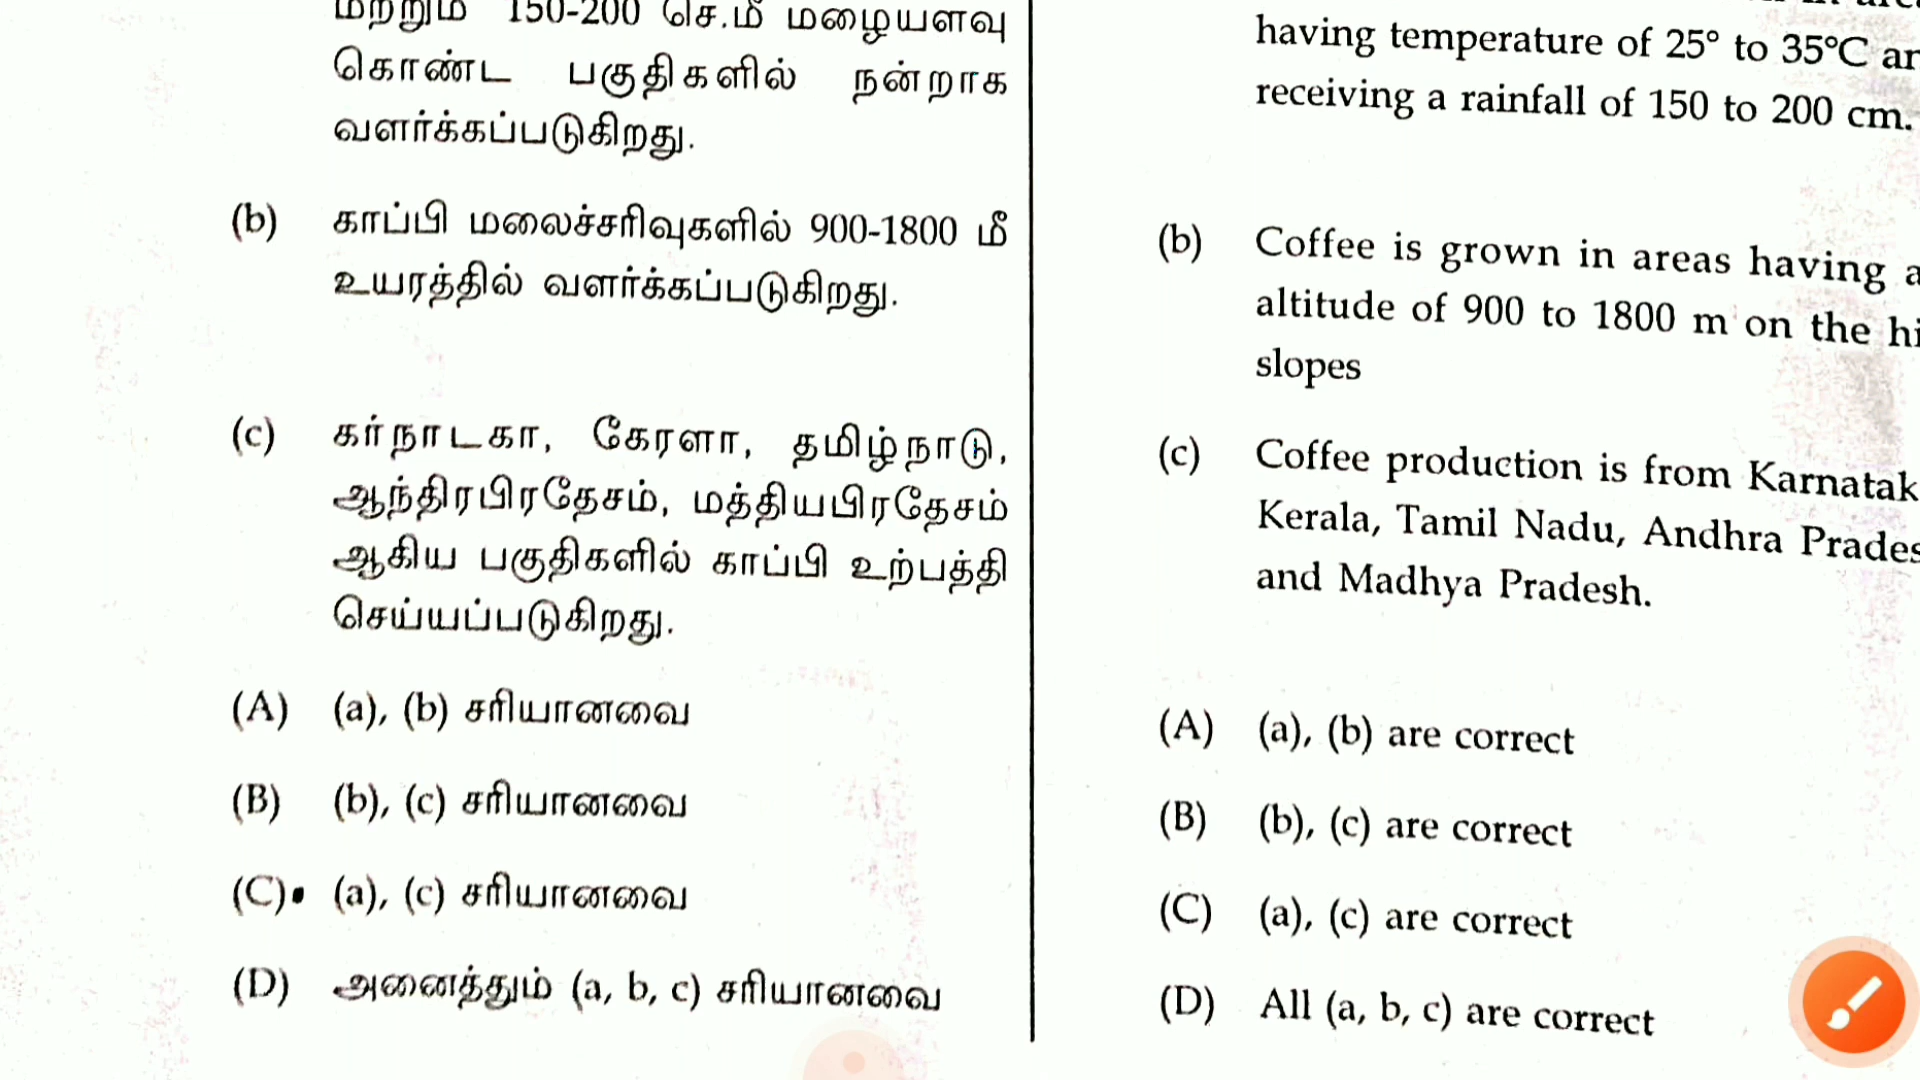 மற்றும் 150-200 செ.மீ மழையளவு
கொண்ட பகுதிகளில் நன்றாக
வளர்க்கப்படுகிறது.
(b) காப்பி மலைச்சரிவுகளில் 900-1800 மீ
உயரத்தில் வளர்க்கப்படுகிறது.
(c) கர்நாடகா, கேரளா, தமிழ்நாடு,
ஆந்திரபிரதேசம், மத்தியபிரதேசம்
ஆகிய பகுதிகளில் காப்பி உற்பத்தி
செய்யப்படுகிறது.
(A) (a), (b) சரியானவை
(B) (b), (c) சரியானவை
(C) (a), (c) சரியானவை
(D) அனைத்தும் (a, b, c) சரியானவை
having temperature of 25° to 35°C
receiving a rainfall of 150 to 200 cm.
(b) Coffee is grown in areas having
altitude of 900 to 1800 m on the
slopes
(c) Coffee production is from Karnatak
Kerala, Tamil Nadu, Andhra Prades
and Madhya Pradesh.
(A) (a), (b) are correct
(B) (b), (c) are correct
(C) (a), (c) are correct
(D) All (a, b, c) are correct